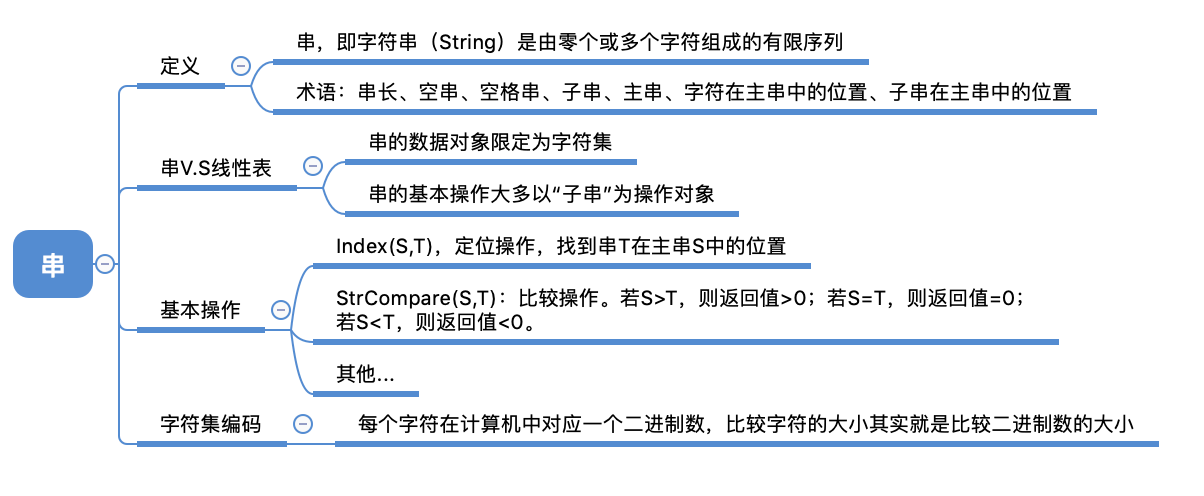 串
定义
串，即字符串（String）是由零个或多个字符组成的有限序列
术语：串长、空串、空格串、子串、主串、字符在主串中的位置、子串在主串中的位置
串V.S线性表
串的数据对象限定为字符集
串的基本操作大多以“子串”为操作对象
基本操作
Index(S,T)，定位操作，找到串T在主串S中的位置
StrCompare(S,T)：比较操作。若S>T，则返回值>0；若S=T，则返回值=0；
若S<T，则返回值<0。
其他...
字符集编码
每个字符在计算机中对应一个二进制数，比较字符的大小其实就是比较二进制数的大小